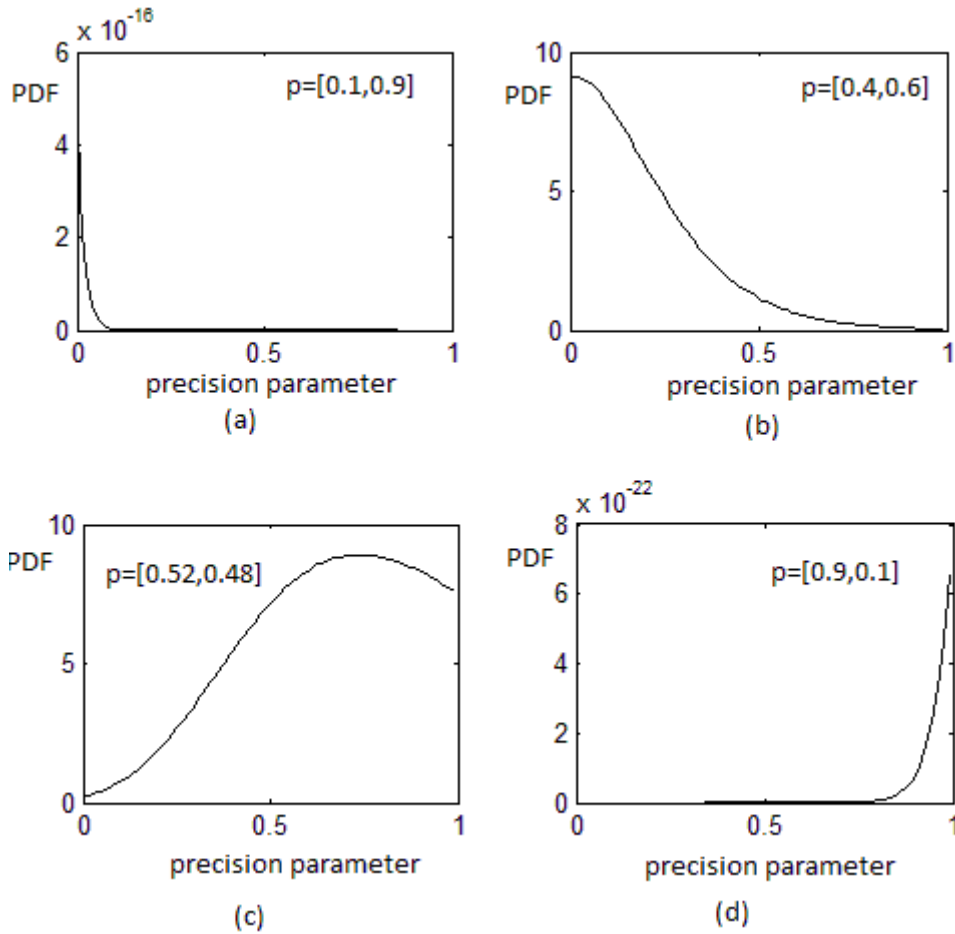 x 10-16
6
PDF
p=[0.1,0.9]
4
2
0
0 0.5 1
precision parameter
(a)
10
PDF
p=[0.4,0.6]
5
0
0 0.5 1
precision parameter
(b)
10
PDF
p=[0.52,0.48]
5
0
0 0.5 1
precision parameter
(c)
x 10-22
8
PDF
p=[0.9,0.1]
6
4
2
0
0 0.5 1
precision parameter
(d)